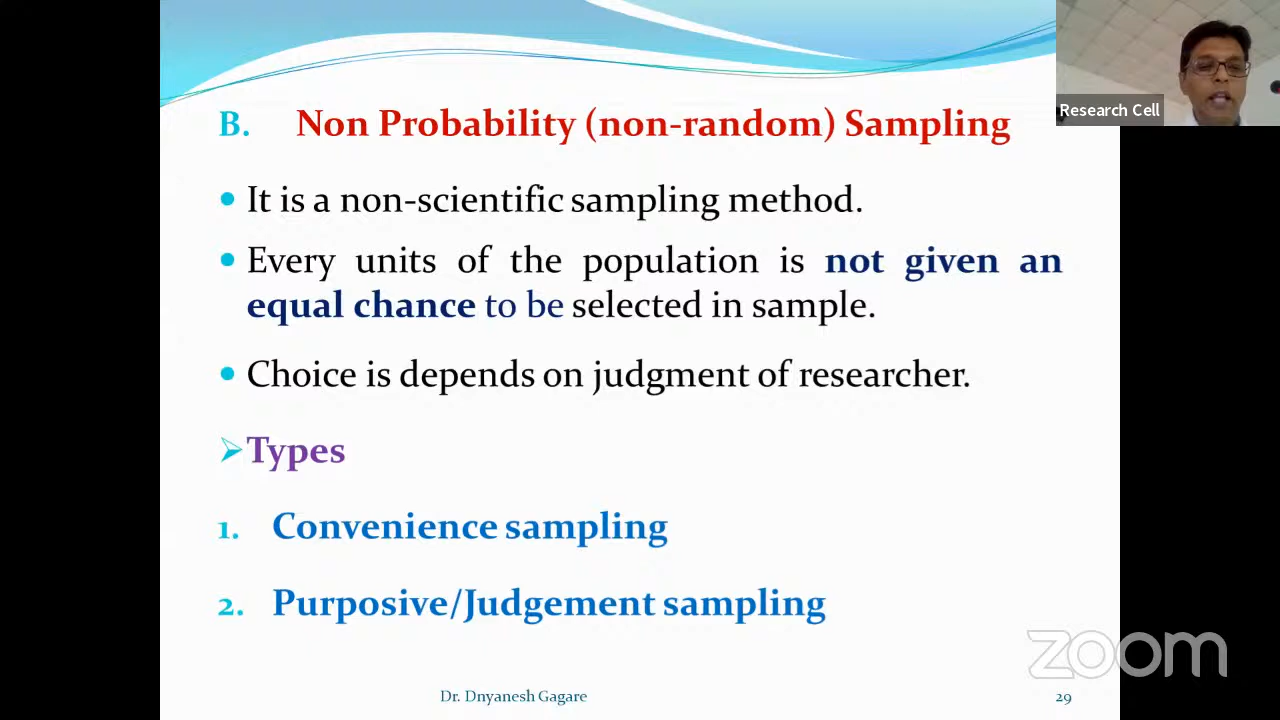 B. Non Probability (non-random) Sampling
Research Cell
• It is a non-scientific sampling method.
• Every units of the population is not given an
equal chance to be selected in sample.
• Choice is depends on judgment of researcher.
➢ Types
1. Convenience sampling
2. Purposive/Judgement sampling
zoom
Dr. Dnyanesh Gagare
29